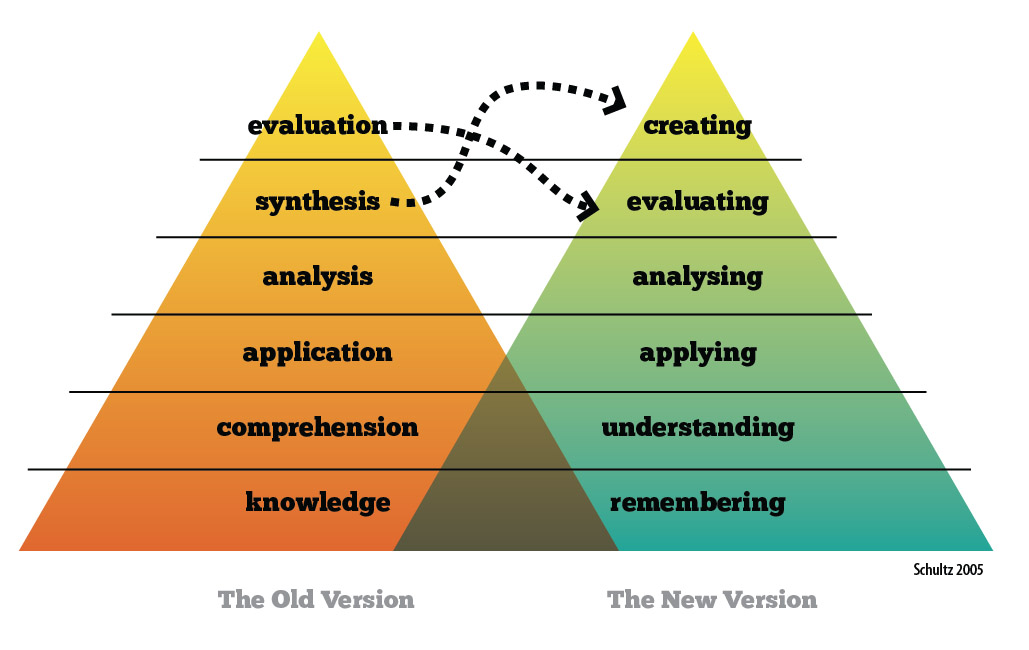 evaluation creating
synthesis evaluating
analysis analysing
application applying
comprehension understanding
knowledge remembering
Schultz 2005
The Old Version The New Version